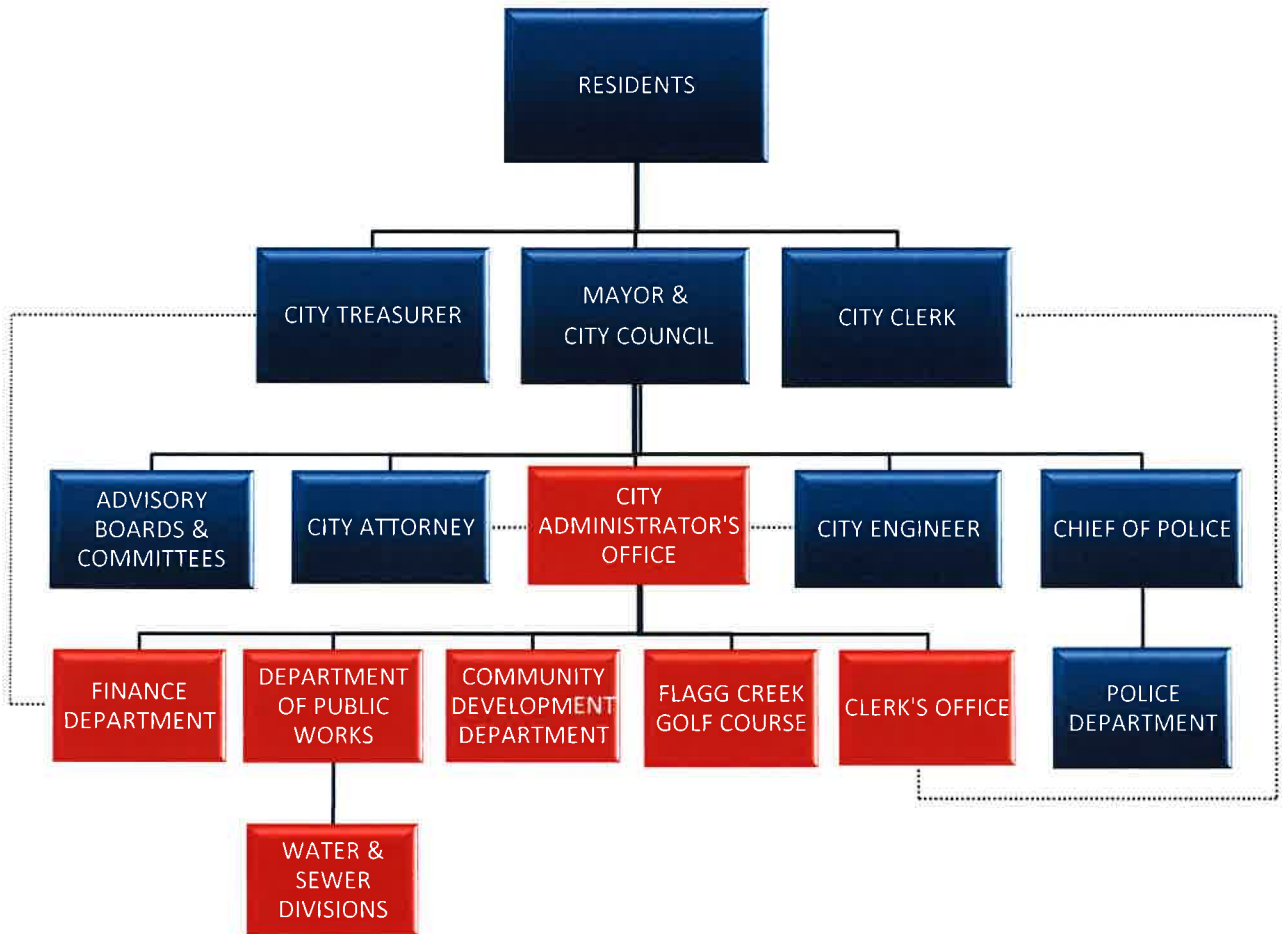 RESIDENTS
CITY TREASURER
MAYOR &
CITY COUNCIL
CITY CLERK
ADVISORY
BOARDS &
COMMITTEES
CITY ATTORNEY
CITY
ADMINISTRATOR'S
OFFICE
CITY ENGINEER
CHIEF OF POLICE
FINANCE
DEPARTMENT
DEPARTMENT
OF PUBLIC
WORKS
COMMUNITY
DEVELOPMENT
DEPARTMENT
FLAGG CREEK
GOLF COURSE
CLERK'S OFFICE
POLICE
DEPARTMENT
WATER &
SEWER
DIVISIONS